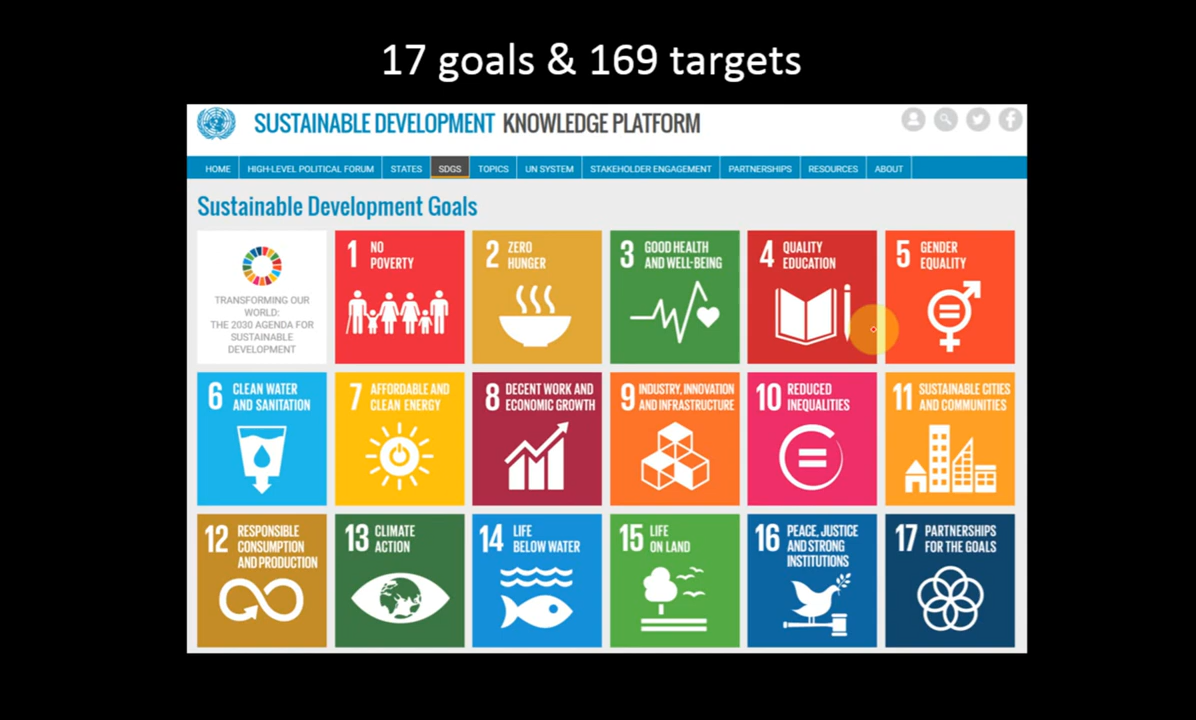 17 goals & 169 targets
SUSTAINABLE DEVELOPMENT KNOWLEDGE PLATFORM
HOME HIGH-LEVEL POLITICAL FORUM STATES SDGS TOPICS UN SYSTEM STAKEHOLDER ENGAGEMENT PARTNERSHIPS RESOURCES ABOUT
Sustainable Development Goals
TRANSFORMING OUR
WORLD:
THE 2030 AGENDA FOR
SUSTAINABLE
DEVELOPMENT
1 NO
POVERTY
2 ZERO
HUNGER
3 GOOD HEALTH
AND WELL-BEING
4 QUALITY
EDUCATION
5 GENDER
EQUALITY
6 CLEAN WATER
AND SANITATION
7 AFFORDABLE AND
CLEAN ENERGY
8 DECENT WORK AND
ECONOMIC GROWTH
9 INDUSTRY, INNOVATION
AND INFRASTRUCTURE
10 REDUCED
INEQUALITIES
11 SUSTAINABLE CITIES
AND COMMUNITIES
12 RESPONSIBLE
CONSUMPTION
AND PRODUCTION
13 CLIMATE
ACTION
14 LIFE
BELOW WATER
15 LIFE
ON LAND
16 PEACE, JUSTICE
AND STRONG
INSTITUTIONS
17 PARTNERSHIPS
FOR THE GOALS